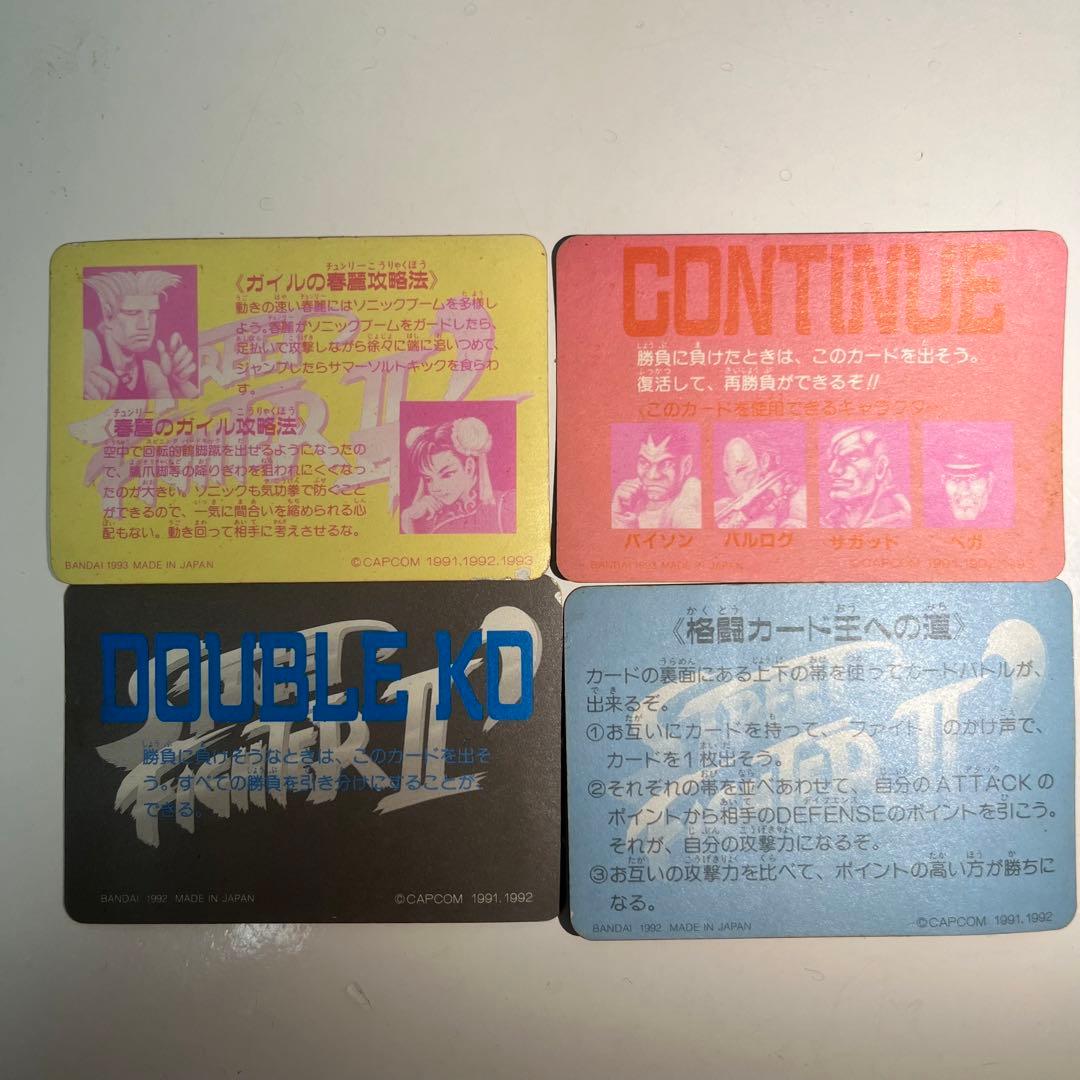 《ガイルの春麗攻略法》
動きの速い春麗にはソニックブームを多様し
よう。春麗がソニックブームをガードしたら、
足払いで攻撃しながら徐々に端に追いつめて、
ジャンプしたらサマーソルトキックを食らわ
す。
《春麗のガイル攻略法》
空中で回転的鶴脚蹴を出せるようになったの
で、鷹爪脚等の降りぎわを狙われにくくなっ
たのが大きい。ソニックも気功拳で防ぐこと
ができるので、一気に間合いを縮められる心
配もない。動き回って相手に考えさせるな。
BANDAI 1993 MADE IN JAPAN
©CAPCOM 1991.1992.1993
CONTINUE
勝負に負けたときは、このカードを出そう。
復活して、再勝負ができるぞ!!
《このカードを使用できるキャラクター
バイソン
バルログ
サガット
ベガ
BANDAI 1993 MADE IN JAPAN
©CAPCOM 1991.1992.1993
DOUBLE KO
STREET
FIGHTER II
勝負に負けそうなときは、このカードを出そ
う。すべての勝負を引き分けにすることが、
できる。
BANDAI 1992 MADE IN JAPAN
©CAPCOM 1991.1992
《格闘カード王への道》
カードの裏面にある上下の帯を使ってカードバトルが、
出来るぞ。
①お互いにカードを持って、ファイト のかけ声で、
カードを1枚出そう。
②それぞれの帯を並べあわせて、自分のATTACKの
ポイントから相手のDEFENSEのポイントを引こう。
それが、自分の攻撃力になるぞ。
③お互いの攻撃力を比べて、ポイントの高い方が勝ちに
なる。
BANDAI 1992 MADE IN JAPAN
©CAPCOM 1991.1992